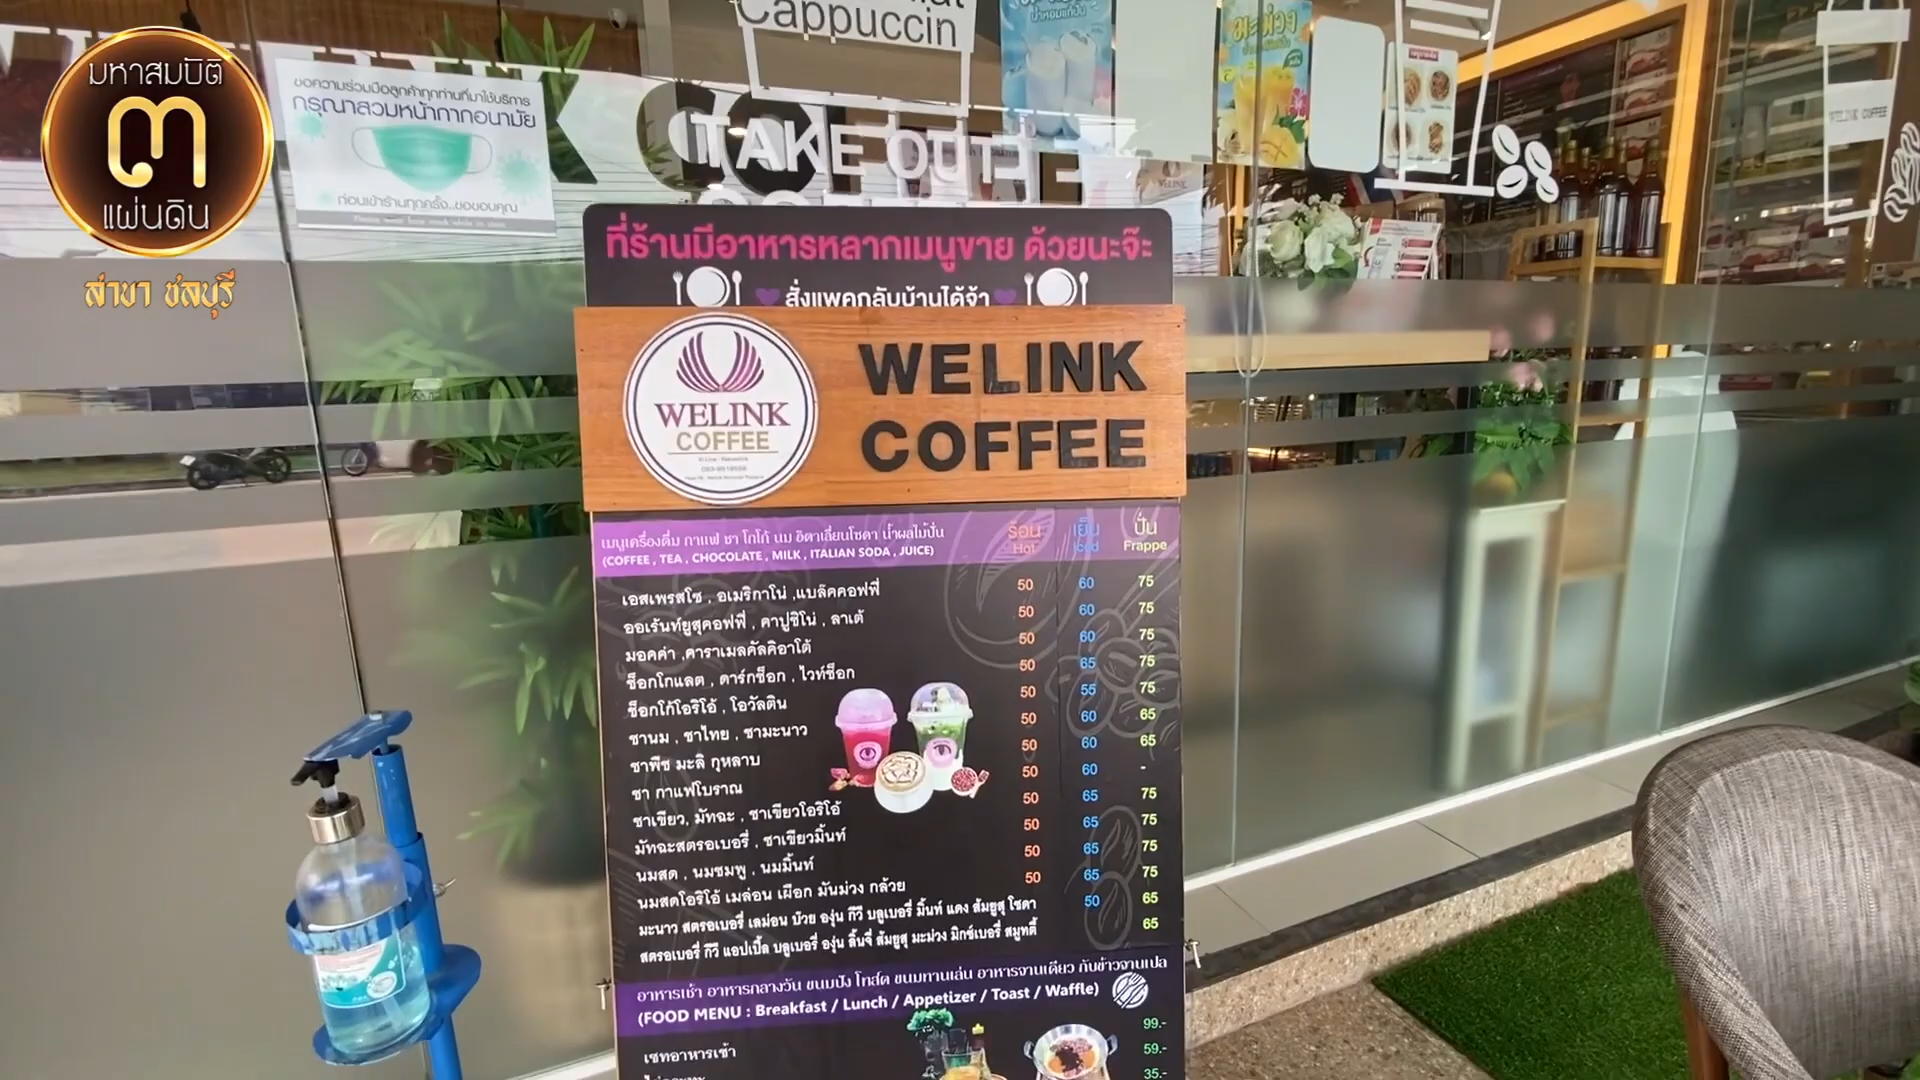 มหาสมบัติ
๓
แผ่นดิน
สาขา ชลบุรี
ขอความร่วมมือลูกค้าทุกท่านที่มาใช้บริการ
กรุณาสวมหน้ากากอนามัย
ก่อนเข้าร้านทุกครั้ง..ขอขอบคุณ
Cappuccin
TAKE OUT
มะม่วง
WELINK COFFEE
ที่ร้านมีอาหารหลากเมนูขาย ด้วยนะจ๊ะ
สั่งแพคกลับบ้านได้จ้า
WELINK
COFFEE
WELINK
COFFEE
เมนูเครื่องดื่ม กาแฟ ชา โกโก้ นม อิตาเลี่ยนโซดา น้ำผลไม้ปั่น
(COFFEE , TEA , CHOCOLATE , MILK , ITALIAN SODA , JUICE)
ร้อน เย็น ปั่น
Hot Iced Frappe
เอสเพรสโซ , อเมริกาโน่ ,แบล๊คคอฟฟี่ 50 60 75
ออเร้นท์ยูสุคอฟฟี่ , คาปูชิโน่ , ลาเต้ 50 60 75
มอคค่า ,คาราเมลคัลคิอาโต้ 50 60 75
ช็อกโกแลต , ดาร์กช็อก , ไวท์ช็อก 50 65 75
ช็อกโก้โอริโอ้ , โอวัลติน 50 55 75
ชานม , ชาไทย , ชามะนาว 50 60 65
ชาพีช มะลิ กุหลาบ 50 60 65
ชา กาแฟโบราณ 50 60 -
ชาเขียว, มัทฉะ , ชาเขียวโอริโอ้ 50 65 75
มัทฉะสตรอเบอรี่ , ชาเขียวมิ้นท์ 50 65 75
นมสด , นมชมพู , นมมิ้นท์ 50 65 75
นมสดโอริโอ้ เมล่อน เผือก มันม่วง กล้วย 50 65 75
มะนาว สตรอเบอรี่ เลม่อน บ๊วย องุ่น กีวี บลูเบอรี่ มิ้นท์ แดง ส้มยูสุ โซดา 50 65
สตรอเบอรี่ กีวี แอปเปิ้ล บลูเบอรี่ องุ่น ลิ้นจี่ ส้มยูสุ มะม่วง มิกซ์เบอรี่ สมูทตี้ 65
อาหารเช้า อาหารกลางวัน ขนมปัง โทสต์ ขนมทานเล่น อาหารจานเดียว กับข้าวจานเปล
(FOOD MENU : Breakfast / Lunch / Appetizer / Toast / Waffle)
เซทอาหารเช้า 99.-
59.-
35.-